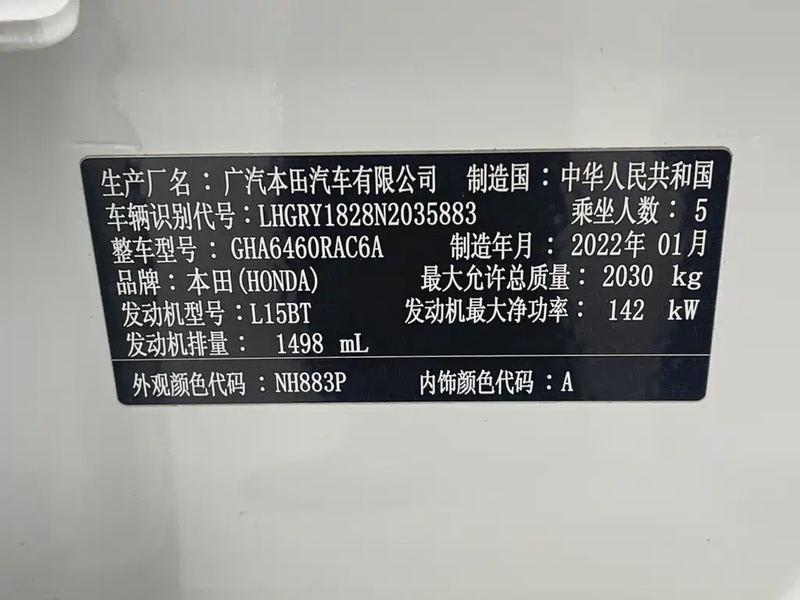 生产厂名：广汽本田汽车有限公司 制造国：中华人民共和国
车辆识别代号：LHGRY1828N2035883 乘坐人数：5
整车型号：GHA6460RAC6A 制造年月：2022年 01月
品牌：本田(HONDA) 最大允许总质量：2030 kg
发动机型号：L15BT 发动机最大净功率：142 kW
发动机排量：1498 mL
外观颜色代码：NH883P 内饰颜色代码：A